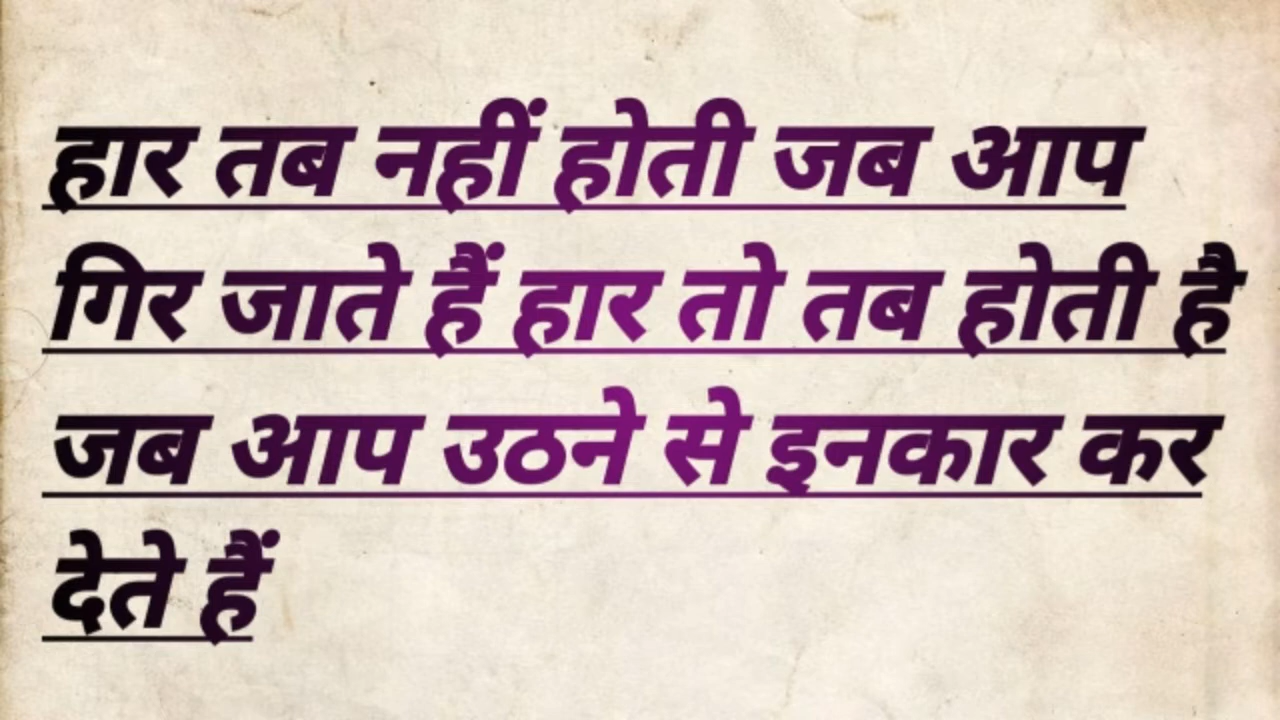 हार तब नहीं होती जब आप
गिर जाते हैं हार तो तब होती है
जब आप उठने से इनकार कर
देते हैं